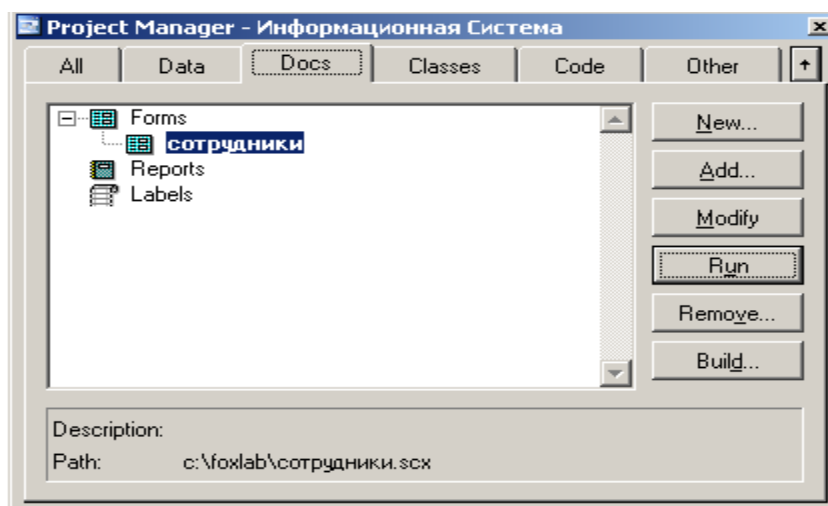 Project Manager - Информационная Система
All Data Docs Classes Code Other
Forms
сотрудники
Reports
Labels
New...
Add...
Modify
Run
Remove...
Build...
Description:
Path: c:\foxlab\сотрудники.scx